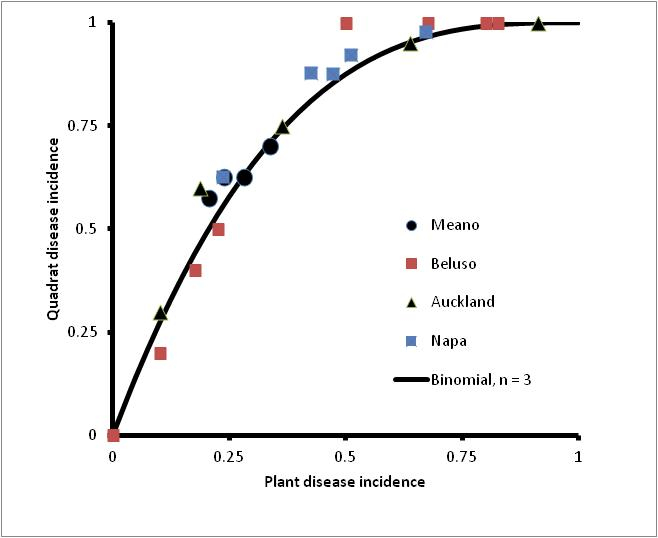 1
0.75
0.5
0.25
0
Quadrat disease incidence
Meano
Beluso
Auckland
Napa
Binomial, n = 3
0
0.25
0.5
0.75
1
Plant disease incidence